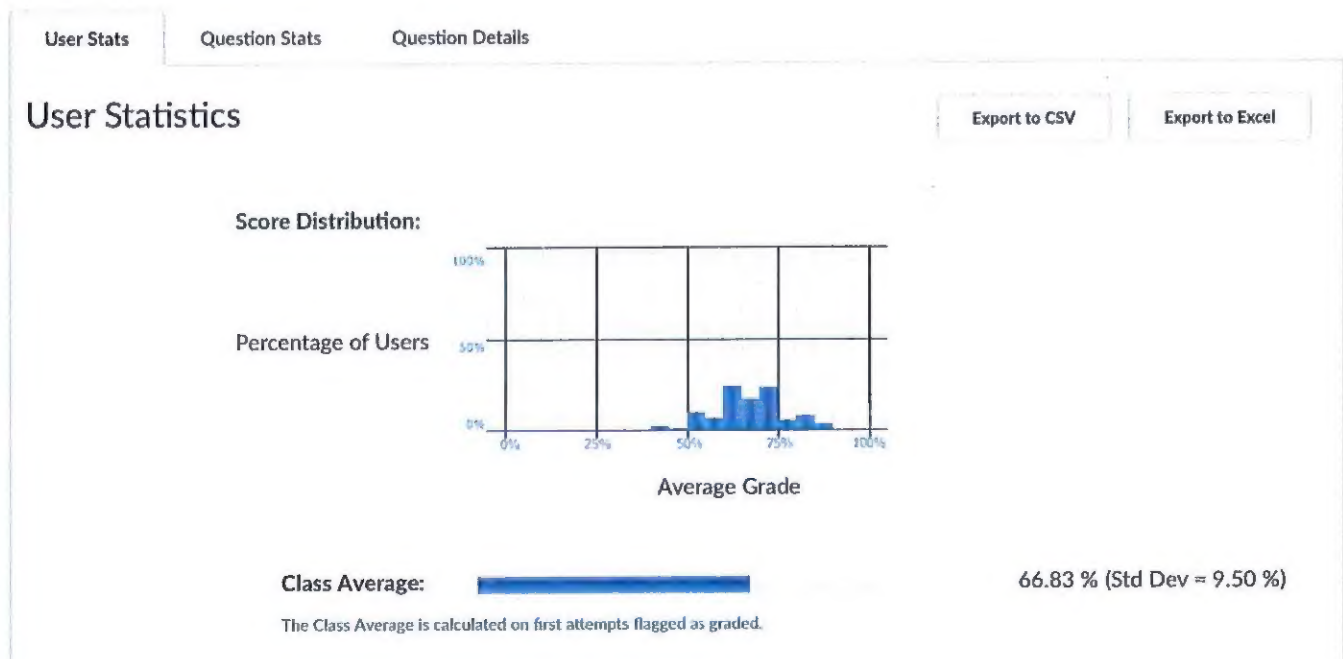 User Stats Question Stats Question Details
User Statistics
Export to CSV Export to Excel
Score Distribution:
100%
Percentage of Users
50%
0%
0% 25% 50% 75% 100%
Average Grade
Class Average:
66.83 % (Std Dev = 9.50 %)
The Class Average is calculated on first attempts flagged as graded.